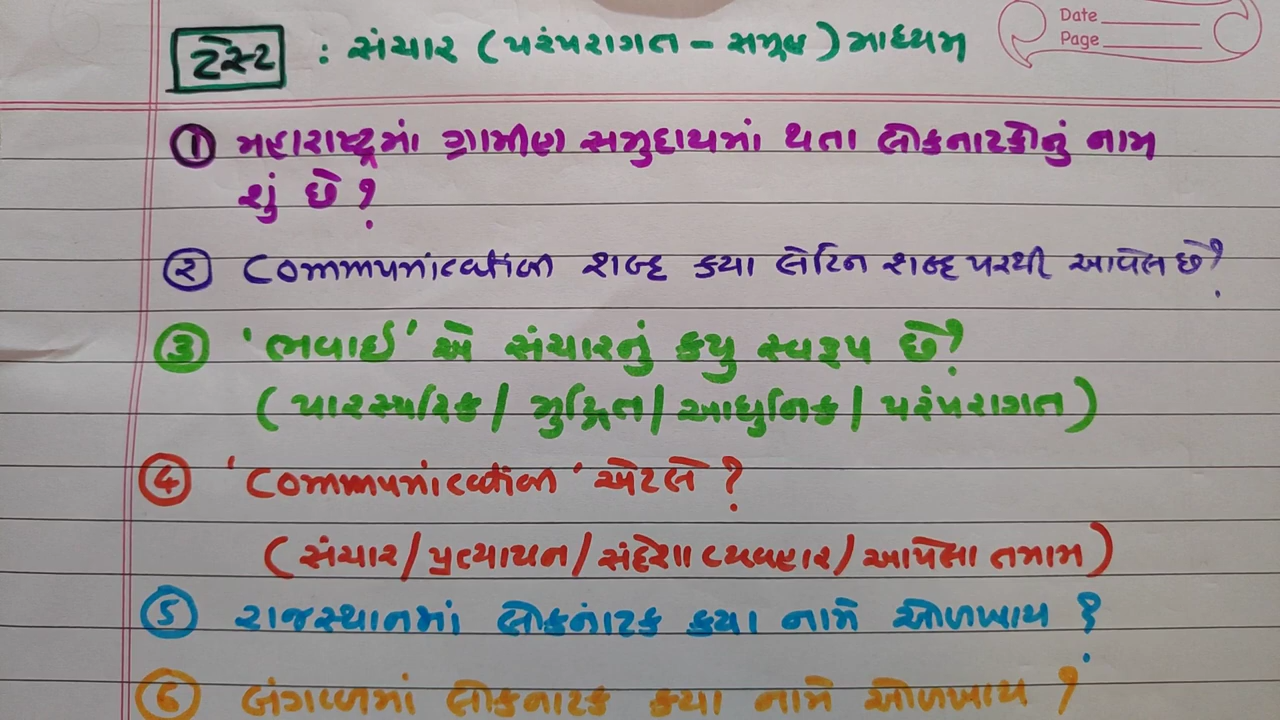 Date
Page
ટેસ્ટ : સંચાર (પરંપરાગત - સમૂહ) માધ્યમ
① મહારાષ્ટ્રમાં ગ્રામીણ સમુદાયમાં થતા લોકનાટકોનું નામ
શું છે?
② Communication શબ્દ કયા લેટિન શબ્દ પરથી આવેલ છે?
③ 'ભવાઈ' એ સંચારનું કયુ સ્વરૂપ છે?
(પારસ્પરિક / મુદ્રિત / આધુનિક / પરંપરાગત)
④ 'Communication' એટલે?
(સંચાર / પ્રત્યાયન / સંદેશા વ્યવહાર / આપેલા તમામ)
⑤ રાજસ્થાનમાં લોકનાટક કયા નામે ઓળખાય?
⑥ બંગાળમાં લોકનાટક કયા નામે ઓળખાય?